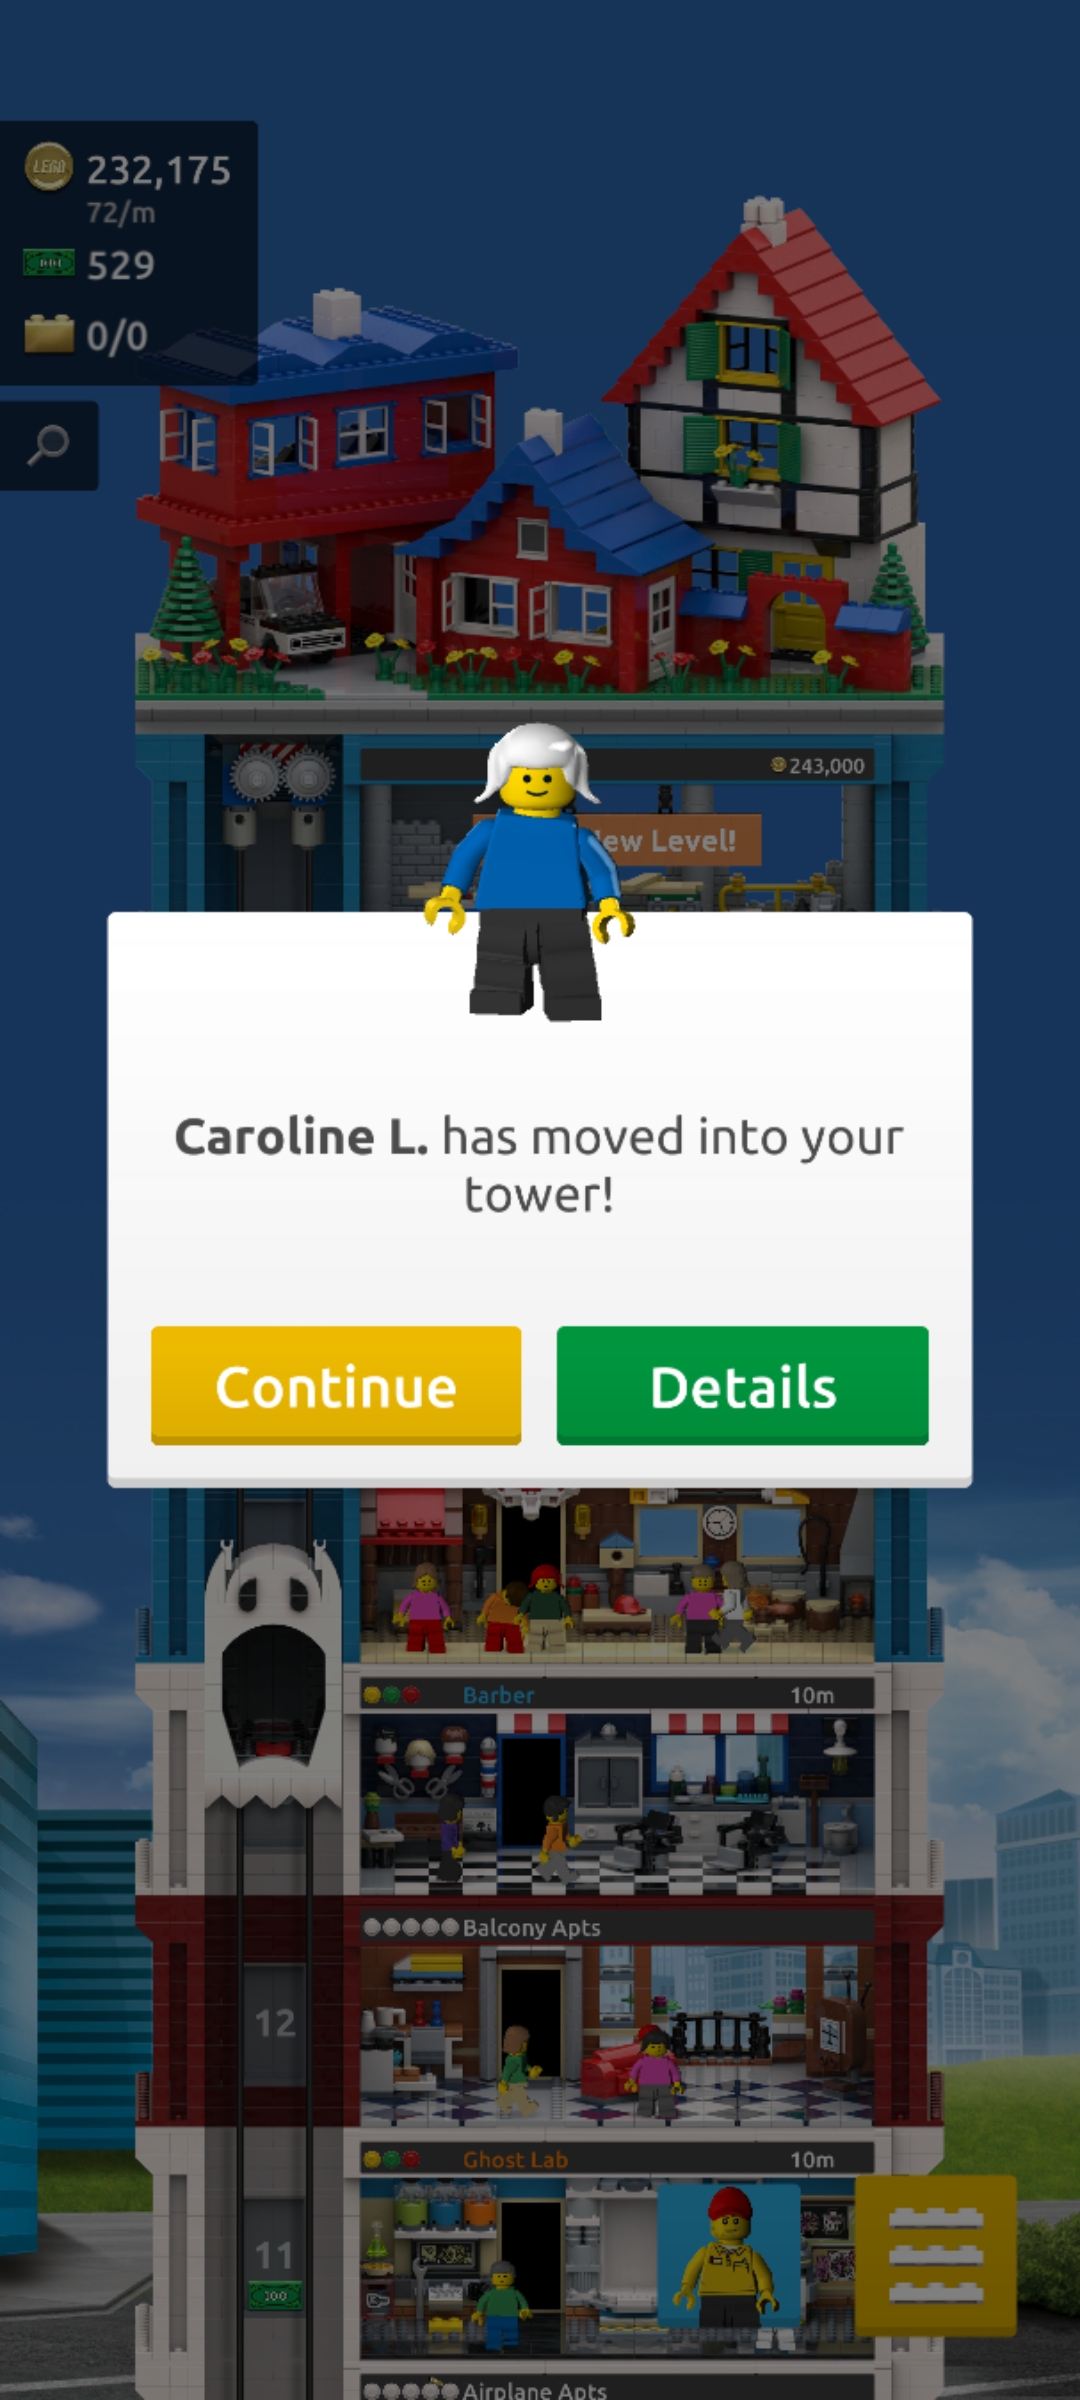 LEGO
232,175
72/m
529
0/0
243,000
ew Level!
Caroline L. has moved into your
tower!
Continue
Details
Barber
10m
Balcony Apts
12
Ghost Lab
10m
11
100
Airplane Apts